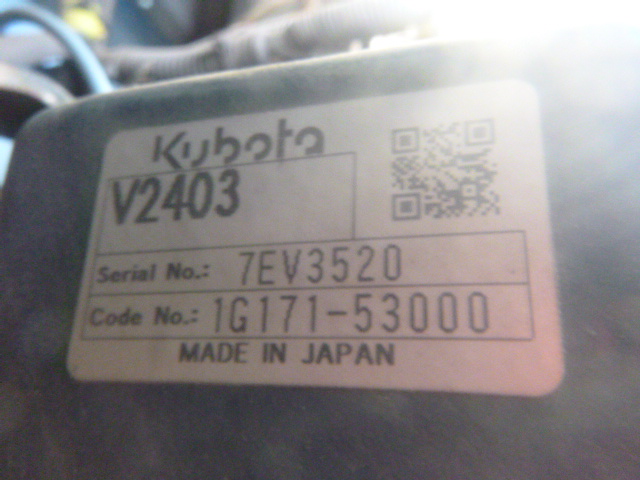 Kubota
V2403
Serial No.: 7EV3520
Code No.: 1G171-53000
MADE IN JAPAN